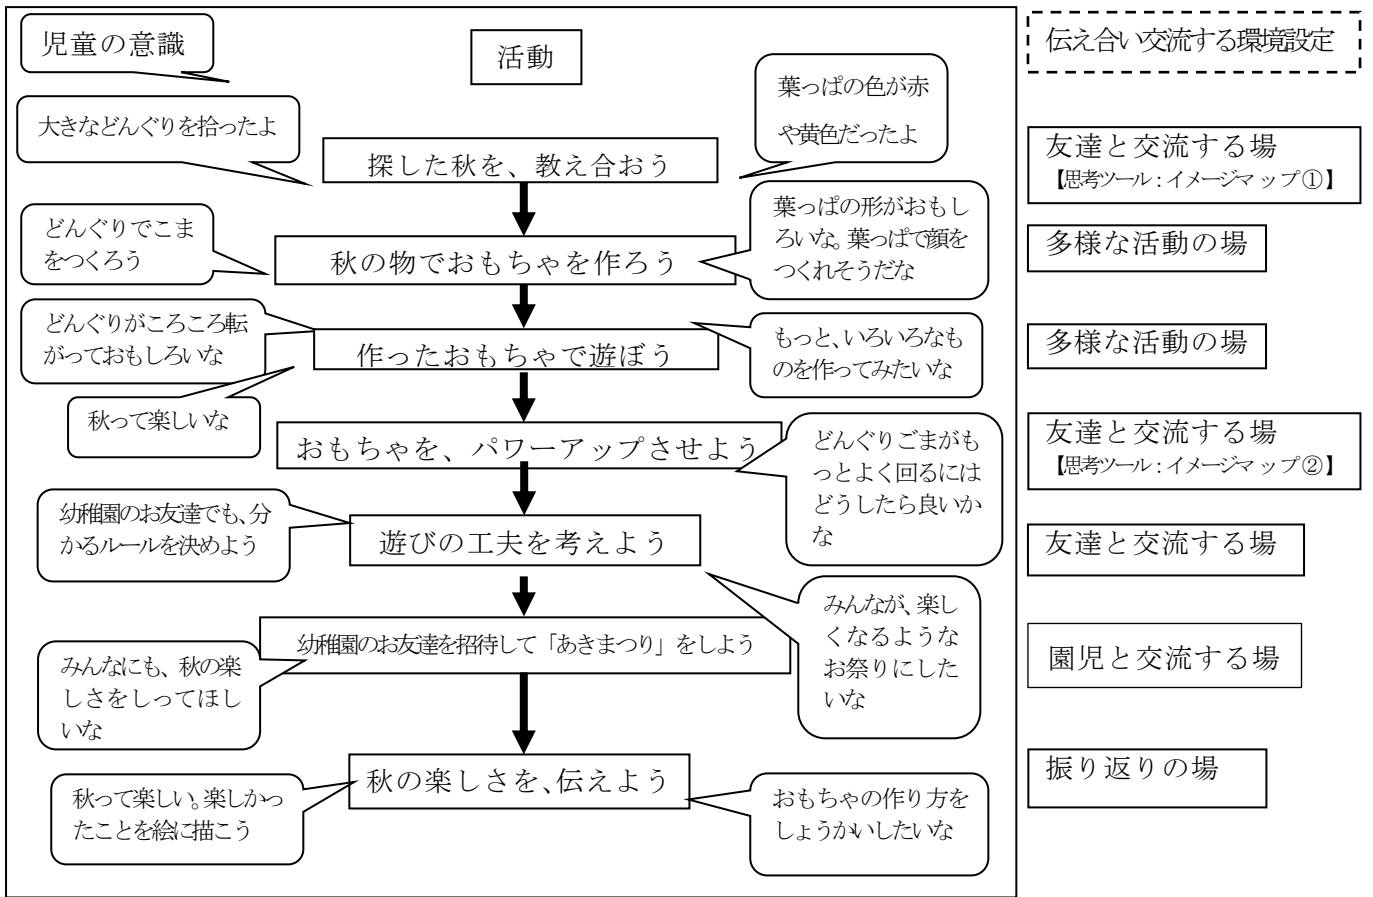 児童の意識
活動
伝え合い交流する環境設定
大きなどんぐりを拾ったよ
葉っぱの色が赤
や黄色だったよ
探した秋を、教え合おう
友達と交流する場
【思考ツール：イメージマップ①】
どんぐりでこま
をつくろう
秋の物でおもちゃを作ろう
葉っぱの形がおもし
ろいな。葉っぱで顔を
つくれそうだな
多様な活動の場
どんぐりがころころ転
がっておもしろいな
作ったおもちゃで遊ぼう
もっと、いろいろなも
のを作ってみたいな
多様な活動の場
秋って楽しいな
おもちゃを、パワーアップさせよう
どんぐりごまがも
っとよく回るには
どうしたら良いか
な
友達と交流する場
【思考ツール：イメージマップ②】
幼稚園のお友達でも、分
かるルールを決めよう
遊びの工夫を考えよう
友達と交流する場
みんなが、楽し
くなるような
お祭りにした
いな
幼稚園のお友達を招待して「あきまつり」をしよう
園児と交流する場
みんなにも、秋の楽
しさをしってほし
いな
秋の楽しさを、伝えよう
振り返りの場
秋って楽しい。楽しかっ
たことを絵に描こう
おもちゃの作り方を
しょうかいしたいな